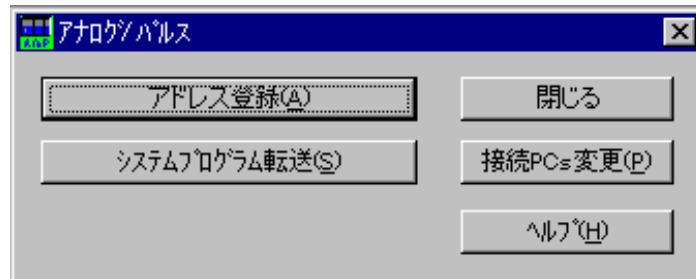 ｱﾅﾛｸﾞ/ﾊﾟﾙｽ
アドレス登録(A)
閉じる
ｼｽﾃﾑﾌﾟﾛｸﾞﾗﾑ転送(S)
接続PCs変更(P)
ﾍﾙﾌﾟ(H)